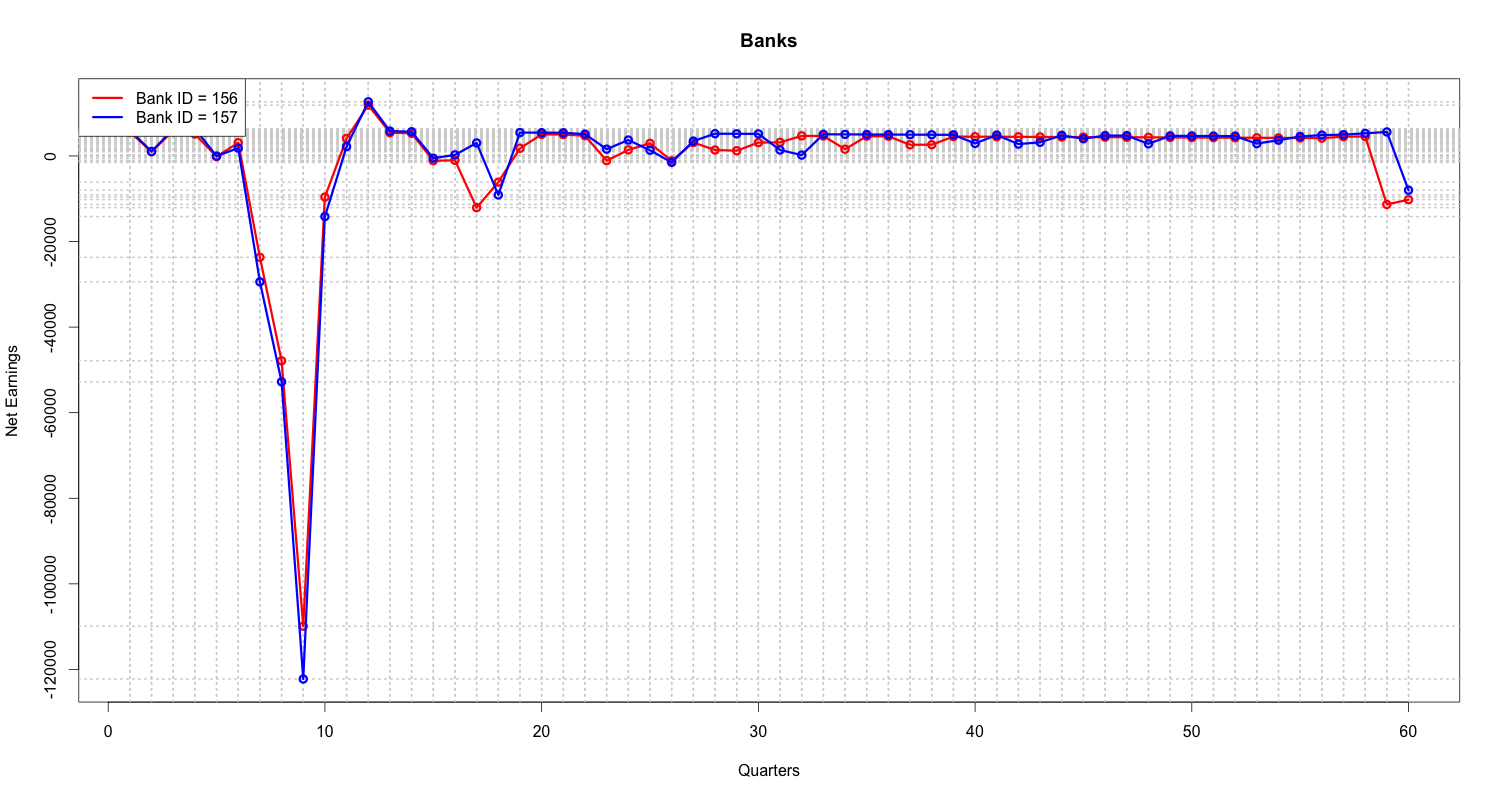 Banks
Bank ID = 156
Bank ID = 157
Net Earnings
0
-20000
-40000
-60000
-80000
-100000
-120000
0 10 20 30 40 50 60
Quarters